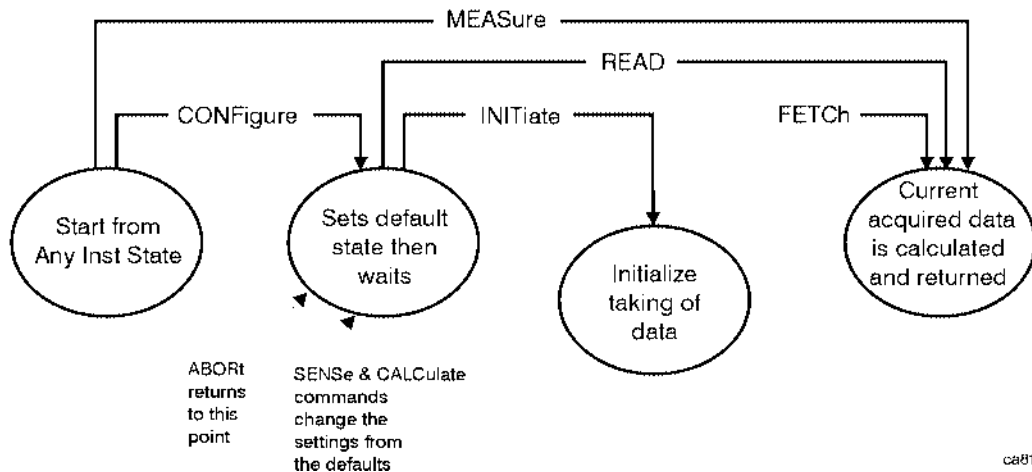 MEASure
READ
CONFigure
INITiate
FETCh
Start from
Any Inst State
Sets default
state then
waits
Initialize
taking of
data
Current
acquired data
is calculated
and returned
ABORt
returns
to this
point
SENSe & CALCulate
commands
change the
settings from
the defaults